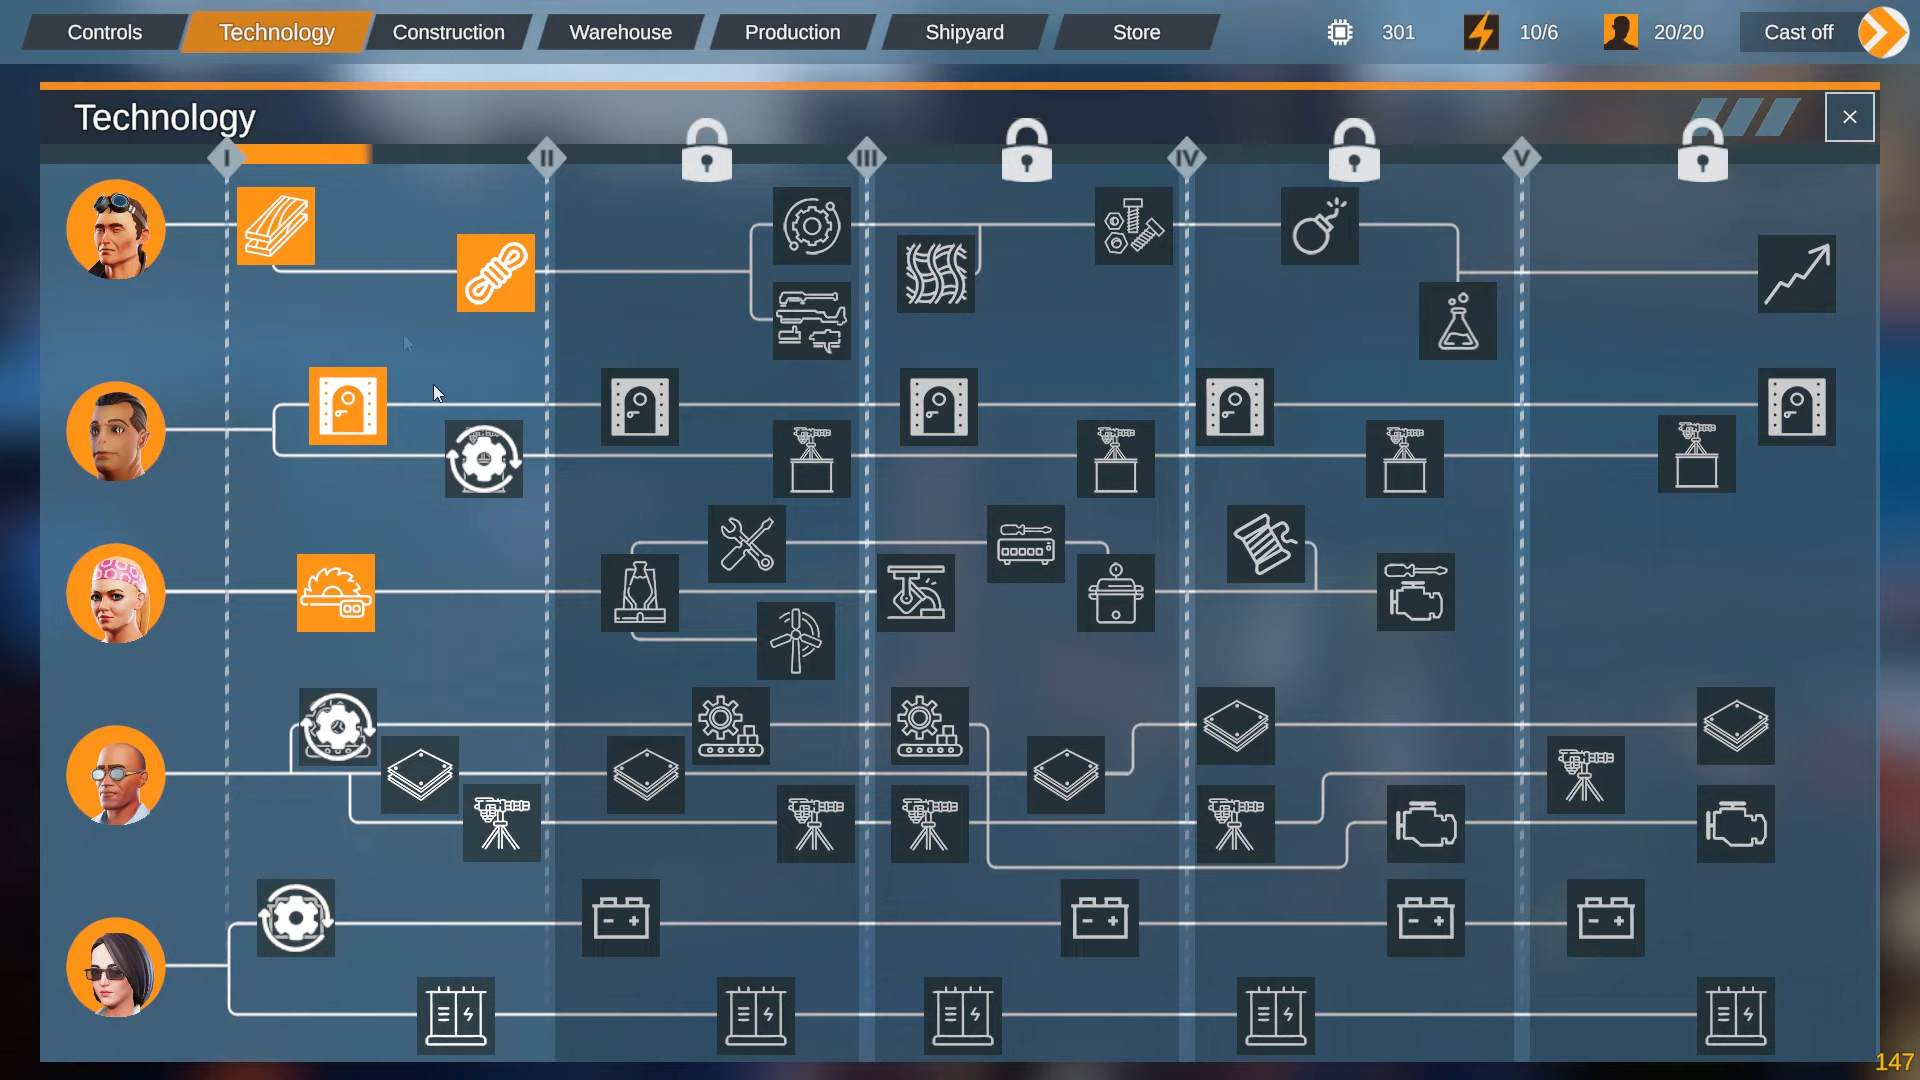 Controls
Technology
Construction
Warehouse
Production
Shipyard
Store
301
10/6
20/20
Cast off
Technology
I
II
III
IV
V
147